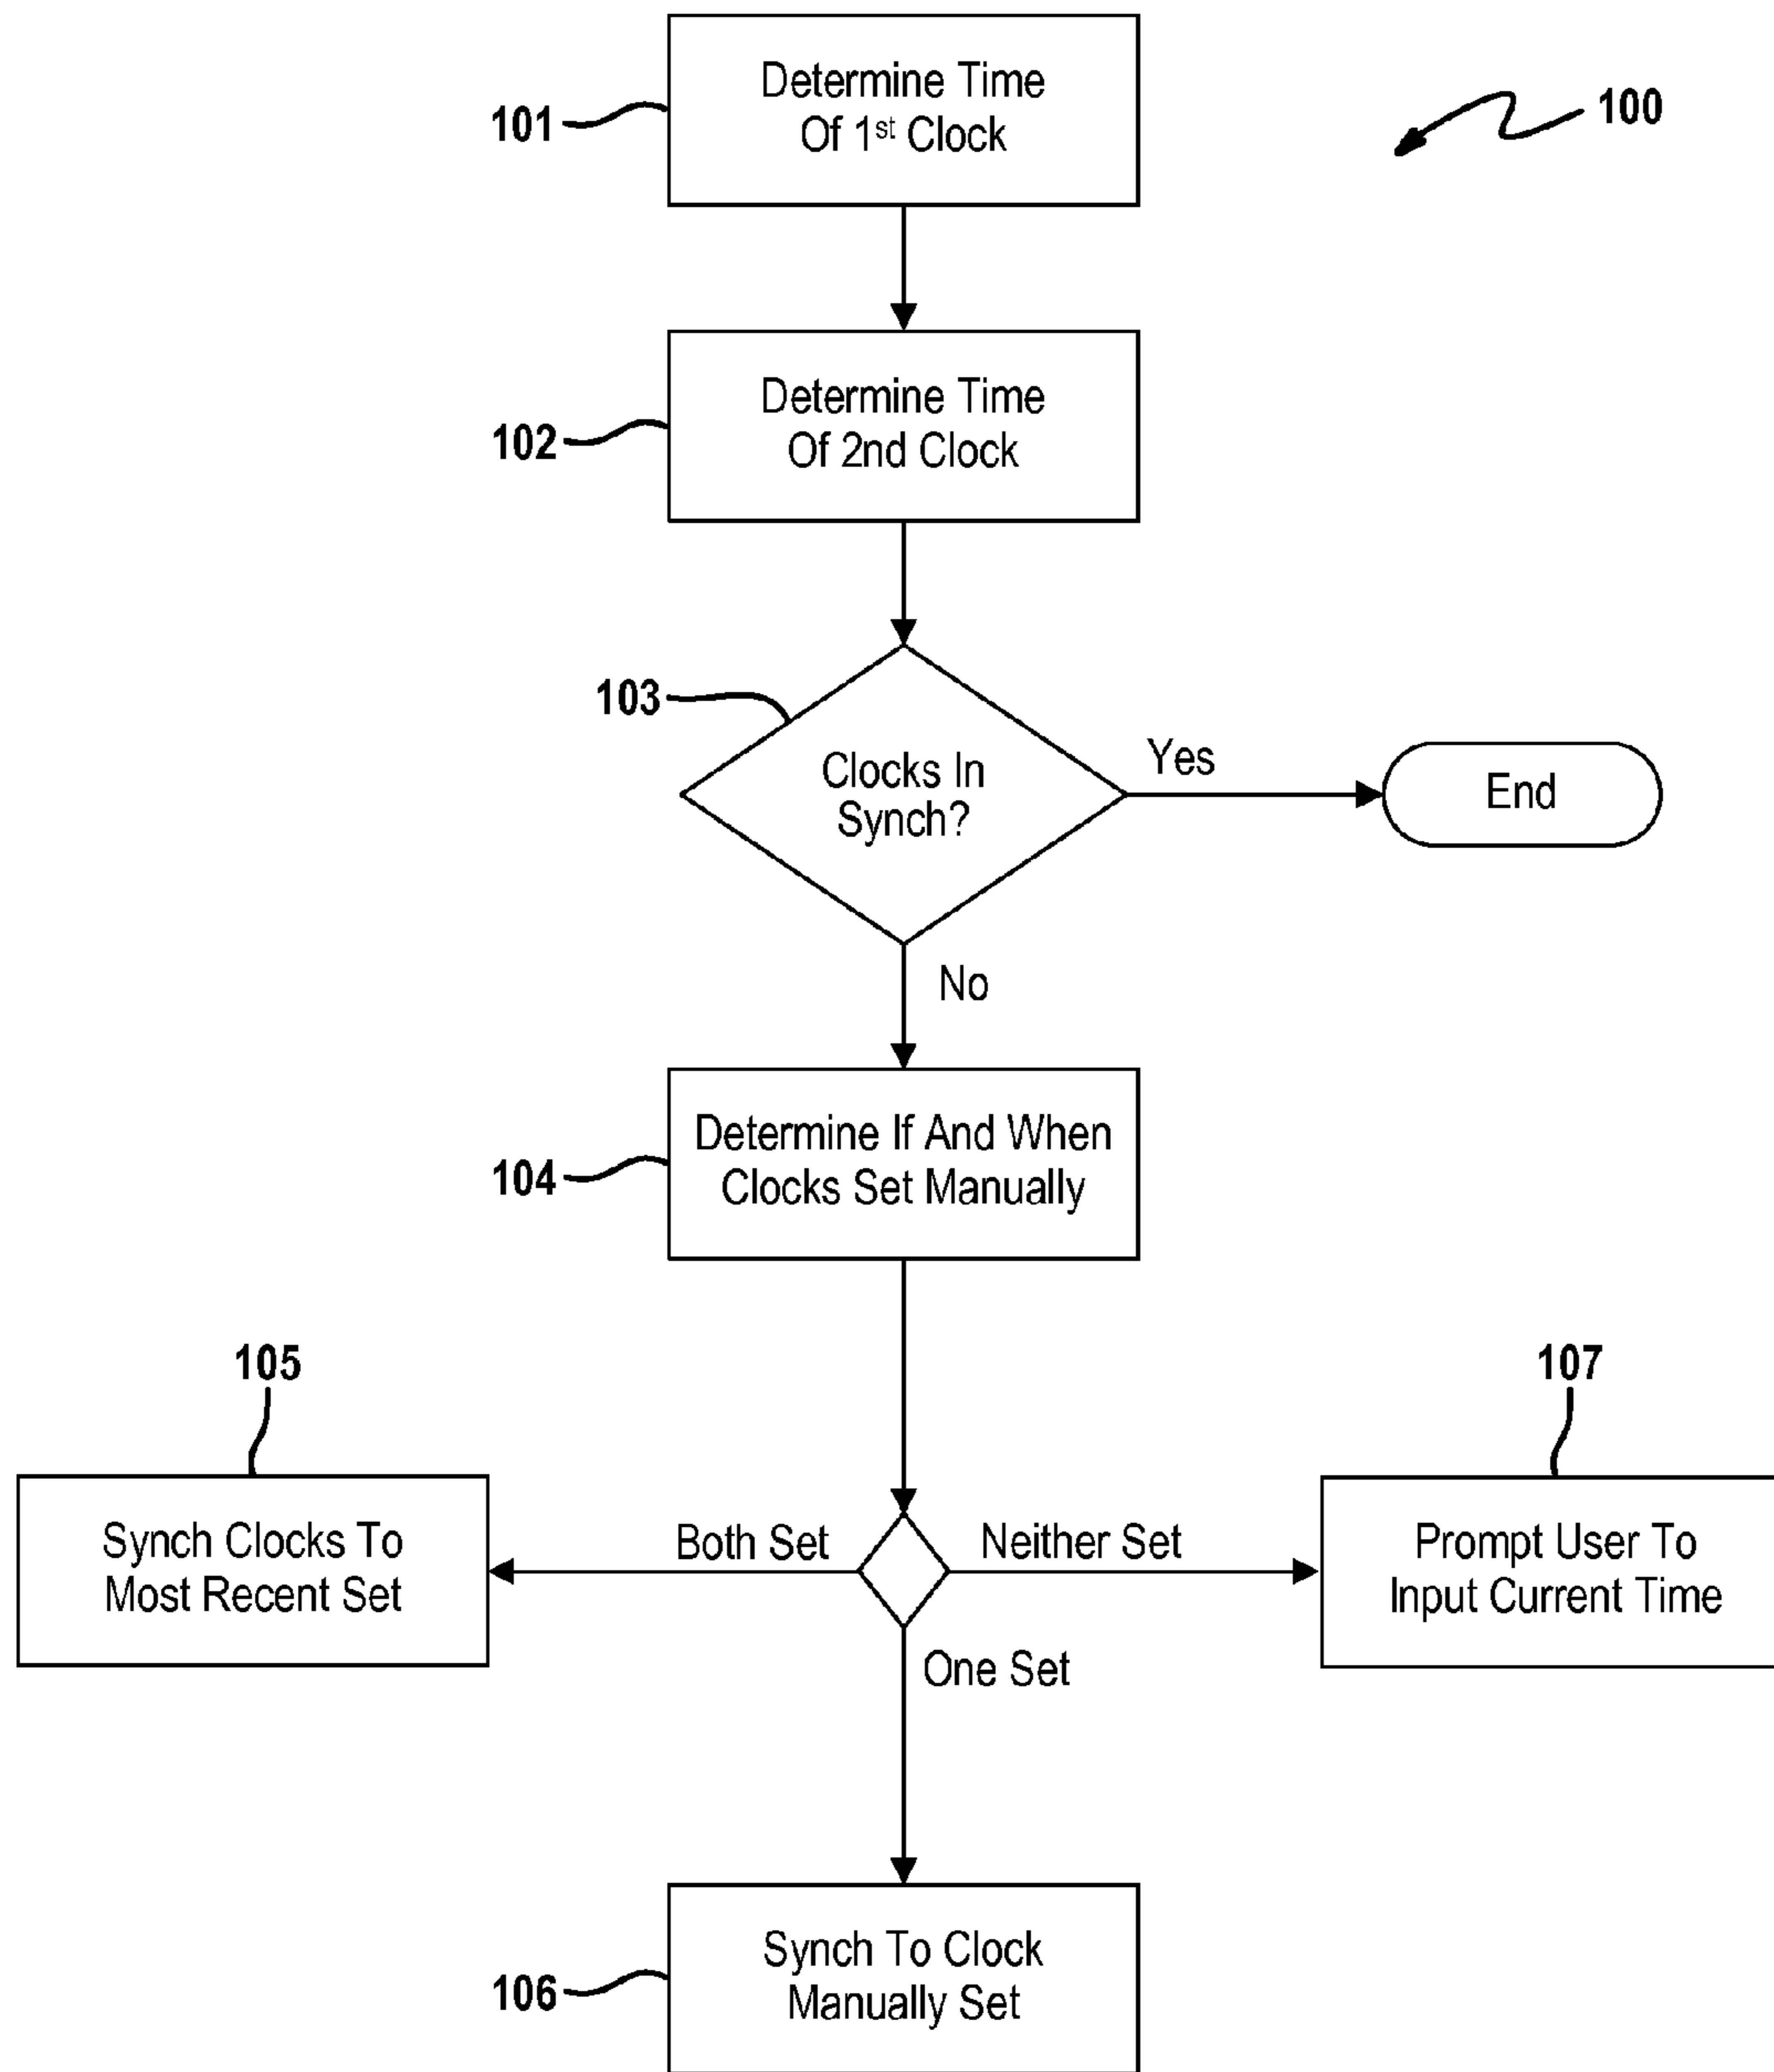 Determine Time
Of 1st Clock
101
100
Determine Time
Of 2nd Clock
102
103
Clocks In
Synch?
Yes
End
No
Determine If And When
Clocks Set Manually
104
105
107
Synch Clocks To
Most Recent Set
Both Set
Neither Set
Prompt User To
Input Current Time
One Set
Synch To Clock
Manually Set
106